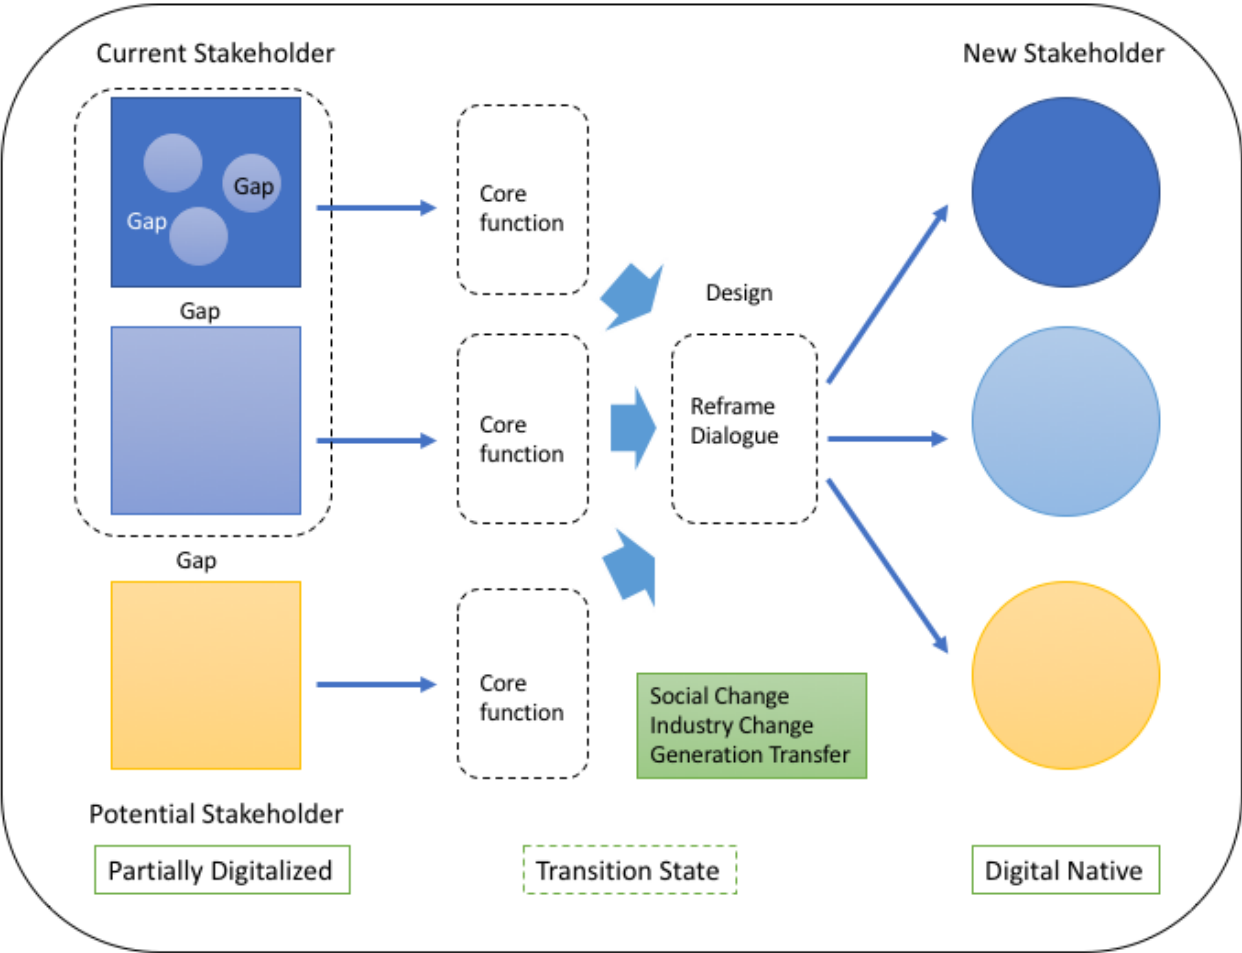 Current Stakeholder
New Stakeholder
Gap
Gap
Core
function
Gap
Design
Core
function
Reframe
Dialogue
Gap
Core
function
Social Change
Industry Change
Generation Transfer
Potential Stakeholder
Partially Digitalized
Transition State
Digital Native